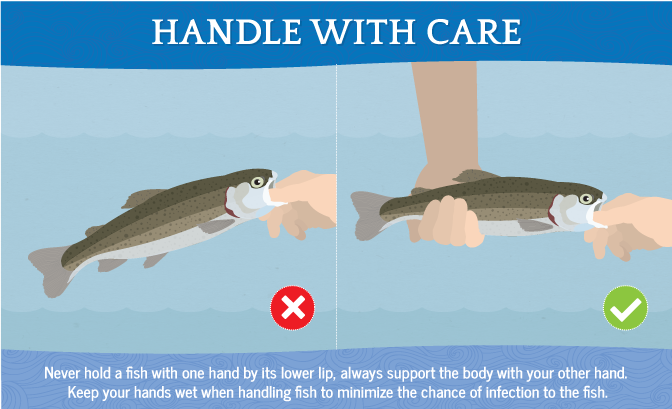 HANDLE WITH CARE
Never hold a fish with one hand by its lower lip, always support the body with your other hand.
Keep your hands wet when handling fish to minimize the chance of infection to the fish.